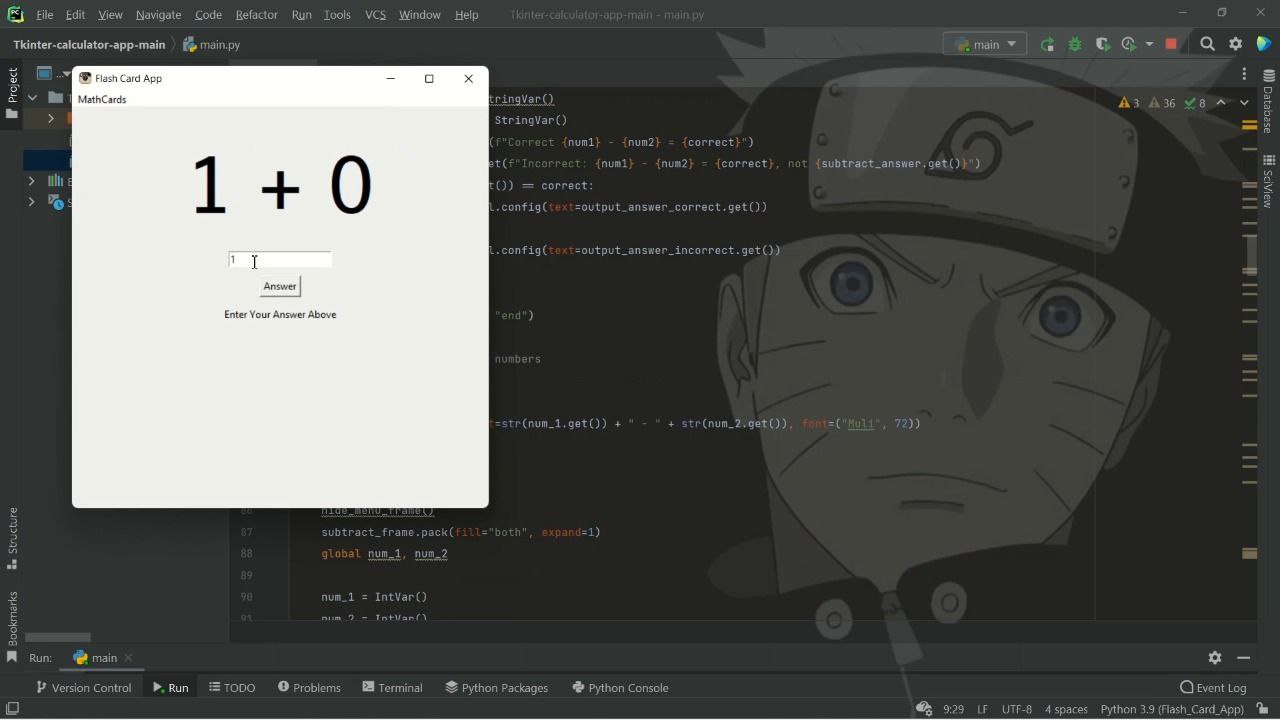 PC File Edit View Navigate Code Refactor Run Tools VCS Window Help Tkinter-calculator-app-main - main.py
Tkinter-calculator-app-main main.py main
Project
Flash Card App
MathCards
1 + 0
1
Answer
Enter Your Answer Above
tringVar()
StringVar()
(f"Correct {num1} - {num2} = {correct}")
et(f"Incorrect: {num1} - {num2} = {correct}, not {subtract_answer.get()}")
t()) == correct:
l.config(text=output_answer_correct.get())
l.config(text=output_answer_incorrect.get())
"end")
numbers
t=str(num_1.get()) + " - " + str(num_2.get()), font=("Muli", 72))
86 hide_menu_frame()
87 subtract_frame.pack(fill="both", expand=1)
88 global num_1, num_2
89
90 num_1 = IntVar()
91 num_2 = IntVar()
3 36 8
Database
SciView
Structure
Bookmarks
Run: main
Version Control Run TODO Problems Terminal Python Packages Python Console Event Log
9:29 LF UTF-8 4 spaces Python 3.9 (Flash_Card_App)